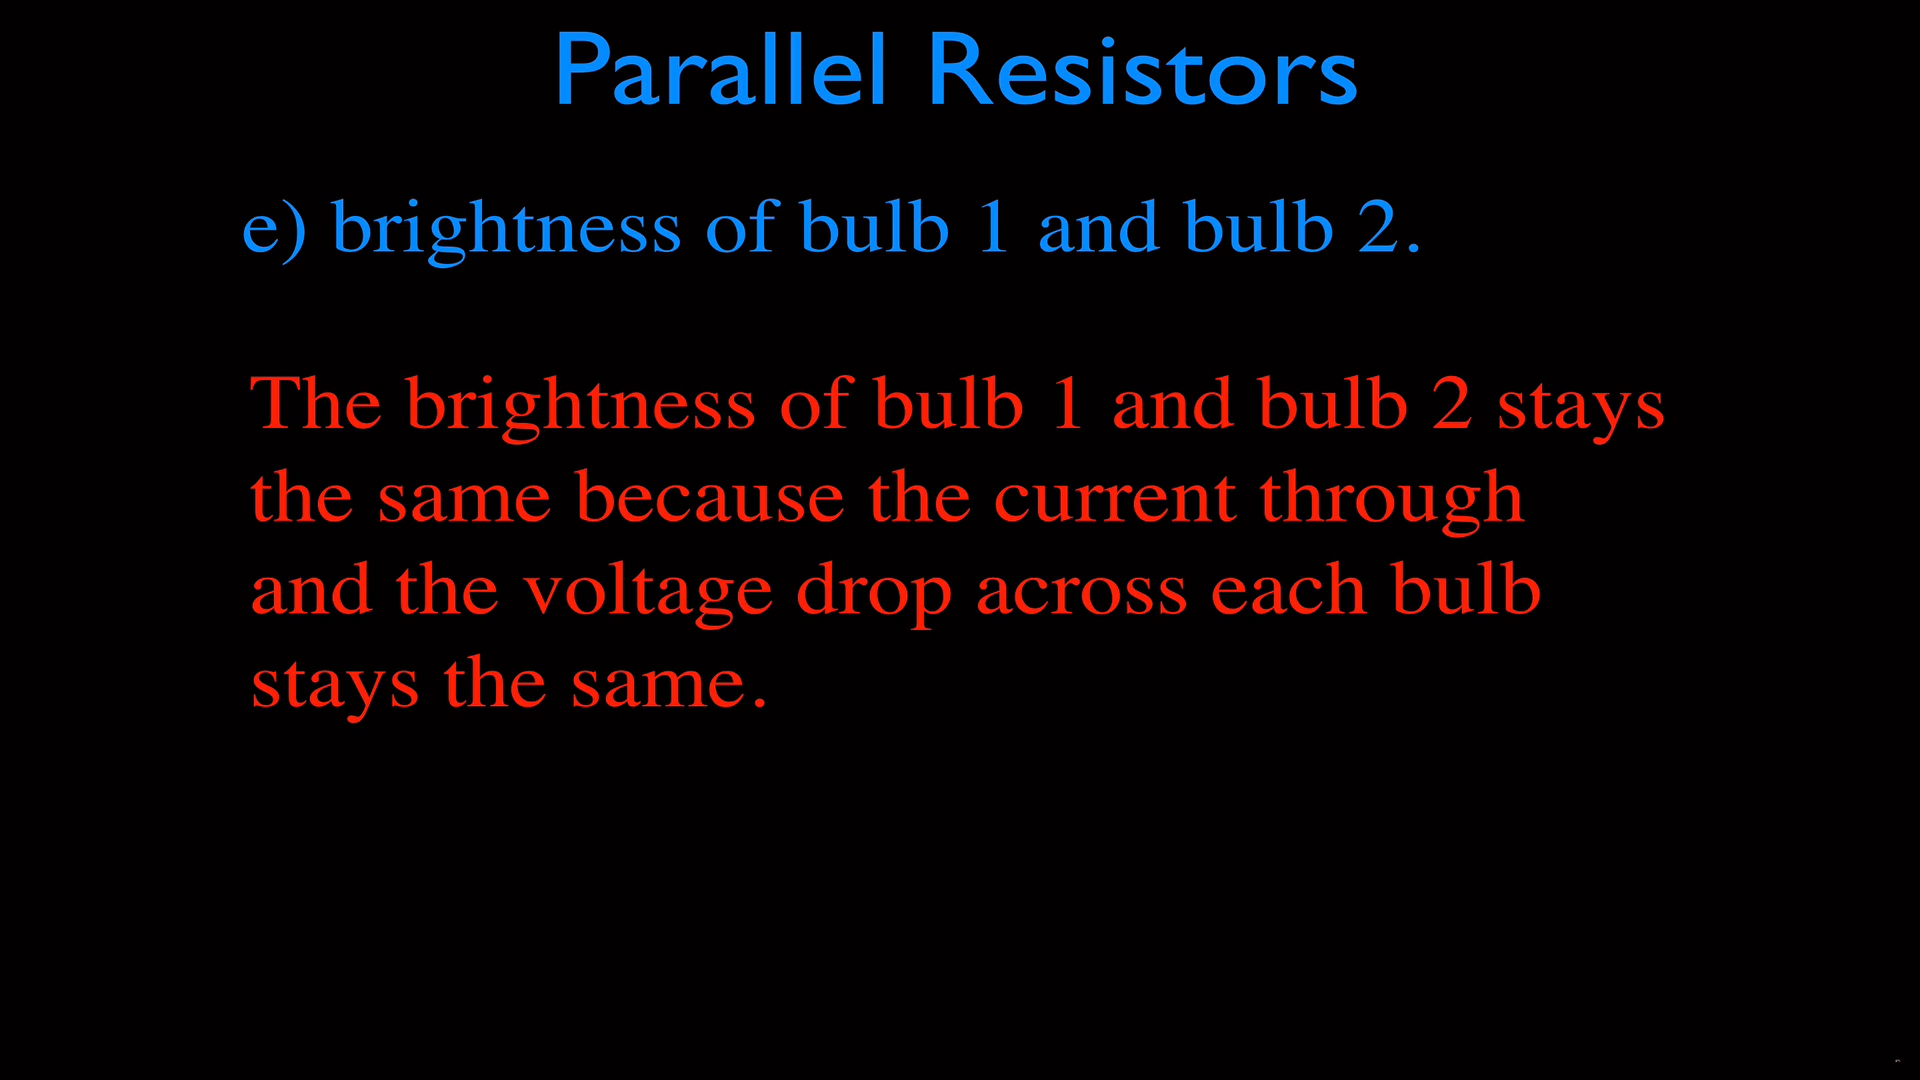 Parallel Resistors
e) brightness of bulb 1 and bulb 2.
The brightness of bulb 1 and bulb 2 stays
the same because the current through
and the voltage drop across each bulb
stays the same.